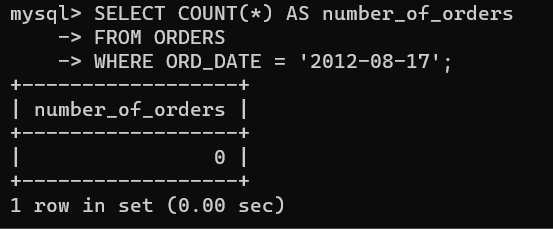 mysql> SELECT COUNT(*) AS number_of_orders
    -> FROM ORDERS
    -> WHERE ORD_DATE = '2012-08-17';
+------------------+
| number_of_orders |
+------------------+
|                0 |
+------------------+
1 row in set (0.00 sec)